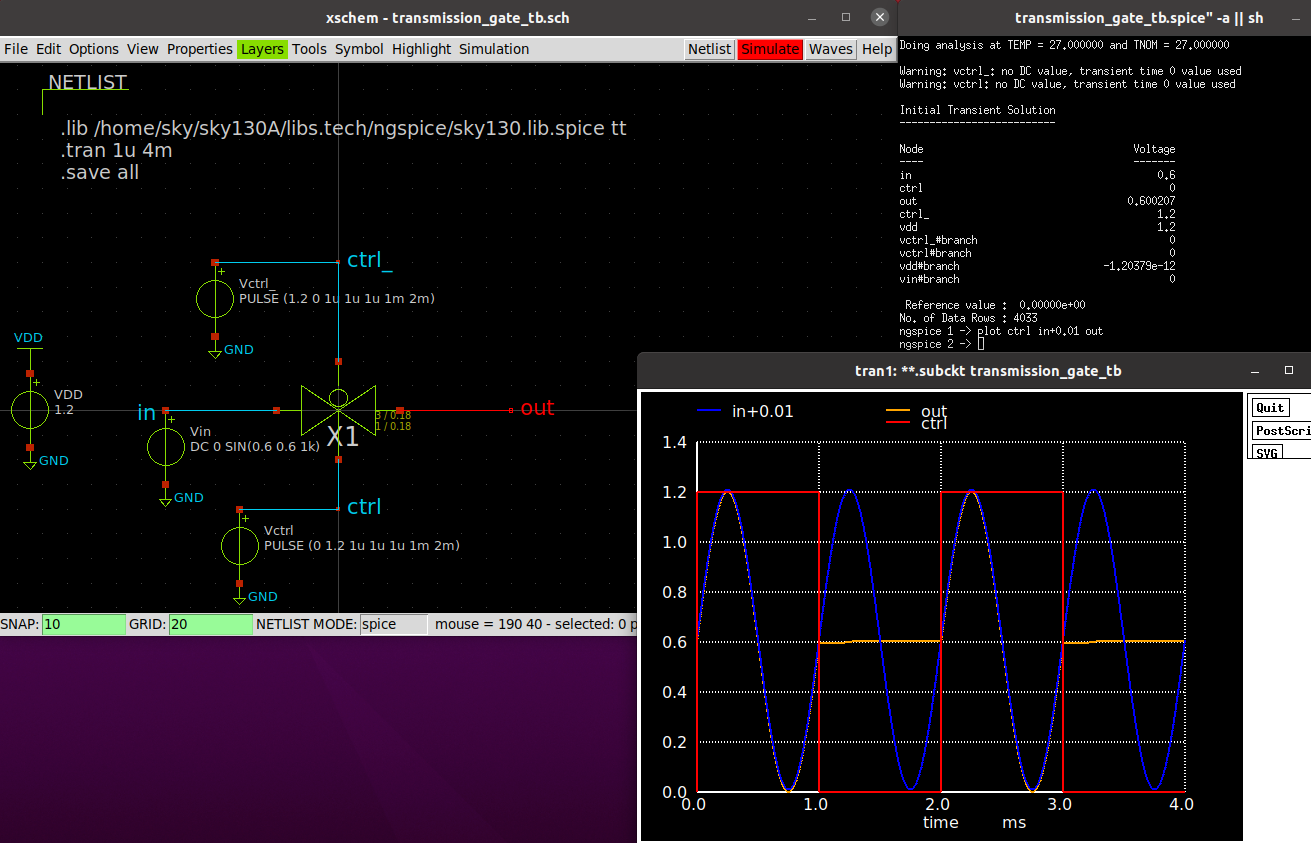 xschem - transmission_gate_tb.sch
File Edit Options View Properties Layers Tools Symbol Highlight Simulation Netlist Simulate Waves Help
NETLIST
.lib /home/sky/sky130A/libs.tech/ngspice/sky130.lib.spice tt
.tran 1u 4m
.save all
ctrl_
Vctrl_
PULSE (1.2 0 1u 1u 1u 1m 2m)
GND
VDD
VDD
1.2
GND
in
Vin
DC 0 SIN(0.6 0.6 1k)
GND
3 / 0.18
1 / 0.18
X1
out
ctrl
Vctrl
PULSE (0 1.2 1u 1u 1u 1m 2m)
GND
SNAP: 10 GRID: 20 NETLIST MODE: spice mouse = 190 40 - selected: 0 p
transmission_gate_tb.spice" -a || sh
Doing analysis at TEMP = 27.000000 and TNOM = 27.000000
Warning: vctrl_: no DC value, transient time 0 value used
Warning: vctrl: no DC value, transient time 0 value used
Initial Transient Solution
--------------------------
Node Voltage
---- -------
in 0.6
ctrl 0
out 0.600207
ctrl_ 1.2
vdd 1.2
vctrl_#branch 0
vctrl#branch 0
vdd#branch -1.20379e-12
vin#branch 0
Reference value : 0.00000e+00
No. of Data Rows : 4033
ngspice 1 -> plot ctrl in+0.01 out
ngspice 2 ->
tran1: **.subckt transmission_gate_tb
in+0.01
out
ctrl
1.4
1.2
1.0
0.8
0.6
0.4
0.2
0.0
0.0 1.0 2.0 3.0 4.0
time ms
Quit
PostScri
SVG